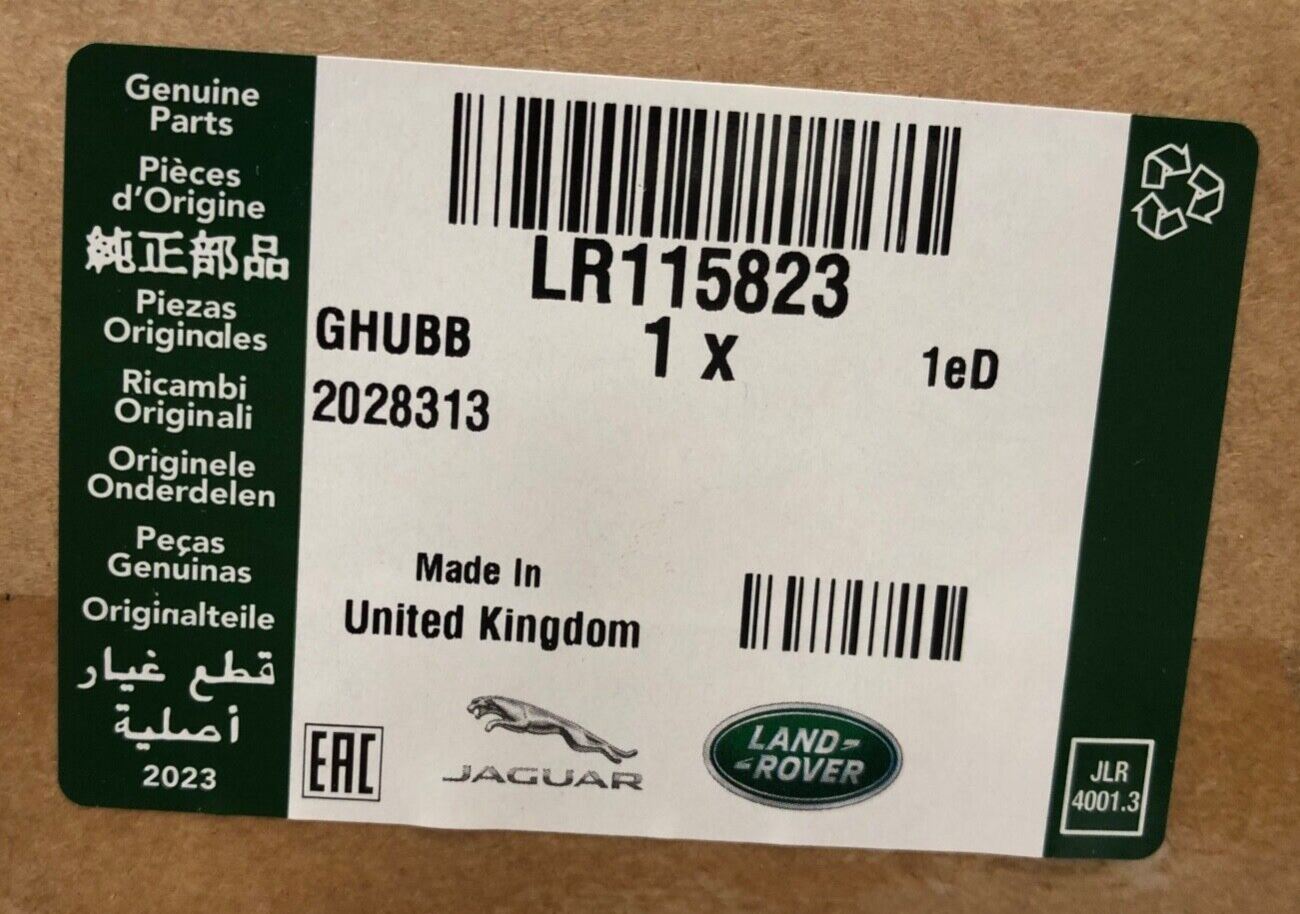 Genuine
Parts
Pièces
d'Origine
純正部品
Piezas
Originales
Ricambi
Originali
Originele
Onderdelen
Peças
Genuinas
Originalteile
قطع غيار
أصلية
2023
LR115823
GHUBB
1 x
1eD
2028313
Made In
United Kingdom
EAC
JAGUAR
LAND-
-ROVER
JLR
4001.3